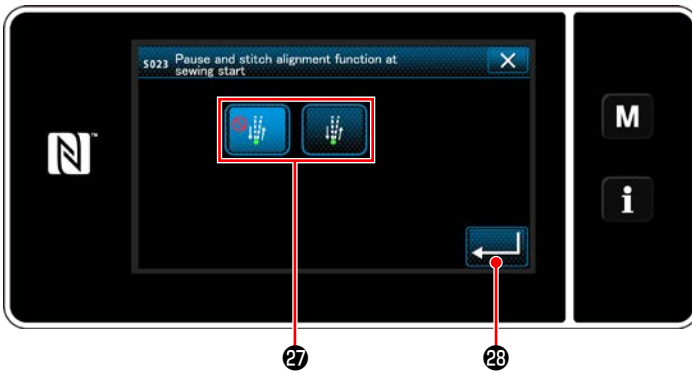 S023 Pause and stitch alignment function at
sewing start
M
i
㉗
㉘